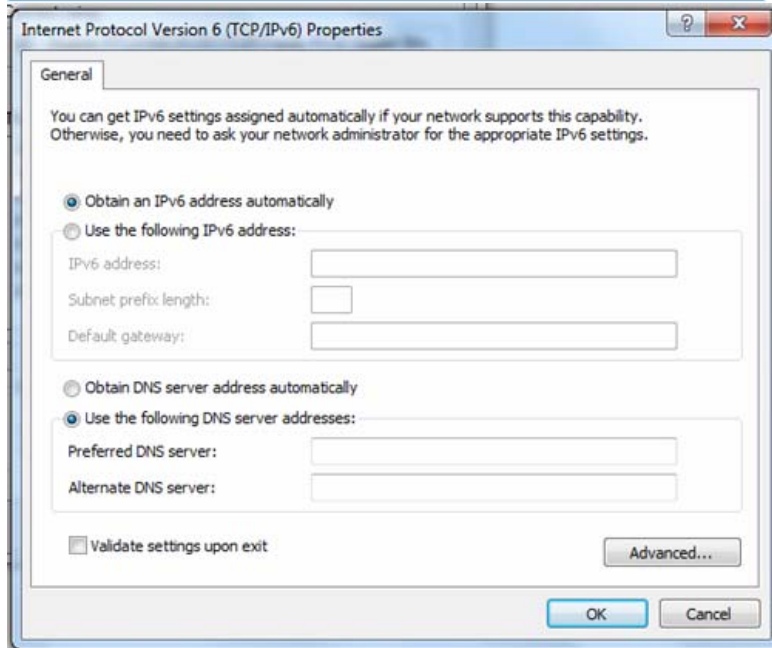 Internet Protocol Version 6 (TCP/IPv6) Properties
General
You can get IPv6 settings assigned automatically if your network supports this capability.
Otherwise, you need to ask your network administrator for the appropriate IPv6 settings.
Obtain an IPv6 address automatically
Use the following IPv6 address:
IPv6 address:
Subnet prefix length:
Default gateway:
Obtain DNS server address automatically
Use the following DNS server addresses:
Preferred DNS server:
Alternate DNS server:
Validate settings upon exit
Advanced...
OK Cancel